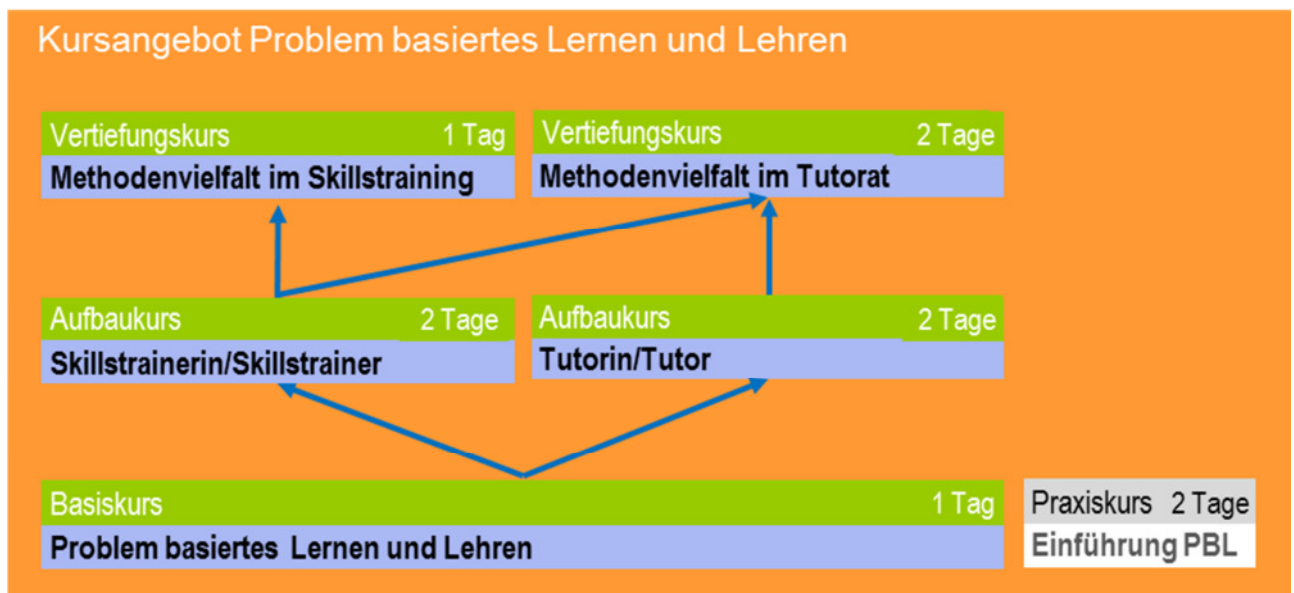 Kursangebot Problem basiertes Lernen und Lehren
Vertiefungskurs 1 Tag
Methodenvielfalt im Skillstraining
Vertiefungskurs 2 Tage
Methodenvielfalt im Tutorat
Aufbaukurs 2 Tage
Skillstrainerin/Skillstrainer
Aufbaukurs 2 Tage
Tutorin/Tutor
Basiskurs 1 Tag
Problem basiertes Lernen und Lehren
Praxiskurs 2 Tage
Einführung PBL